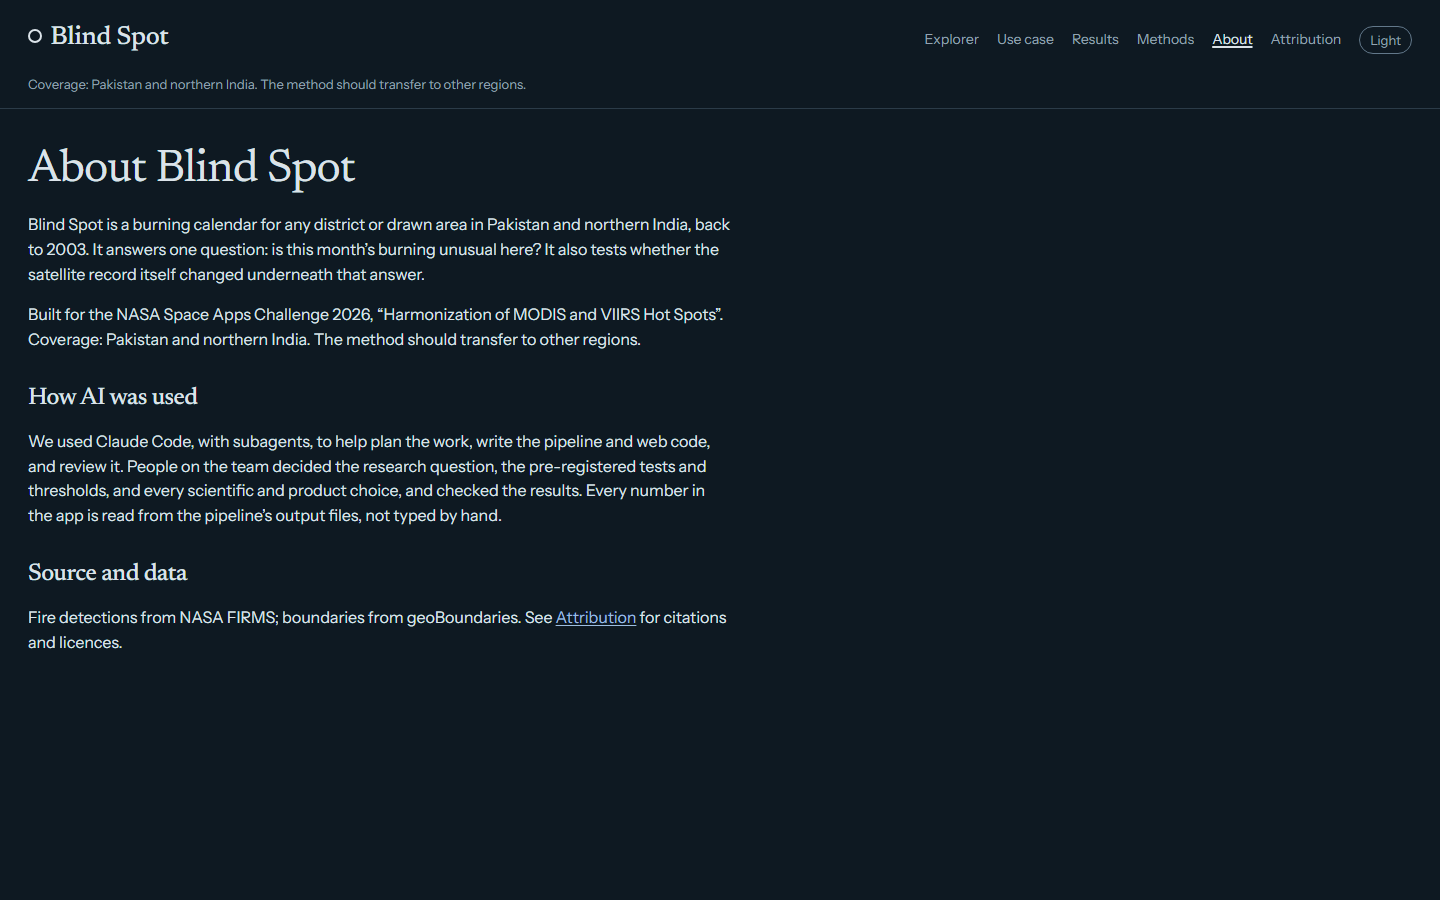 Blind Spot
Explorer Use case Results Methods About Attribution Light
Coverage: Pakistan and northern India. The method should transfer to other regions.
About Blind Spot
Blind Spot is a burning calendar for any district or drawn area in Pakistan and northern India, back
to 2003. It answers one question: is this month’s burning unusual here? It also tests whether the
satellite record itself changed underneath that answer.
Built for the NASA Space Apps Challenge 2026, “Harmonization of MODIS and VIIRS Hot Spots”.
Coverage: Pakistan and northern India. The method should transfer to other regions.
How AI was used
We used Claude Code, with subagents, to help plan the work, write the pipeline and web code,
and review it. People on the team decided the research question, the pre-registered tests and
thresholds, and every scientific and product choice, and checked the results. Every number in
the app is read from the pipeline’s output files, not typed by hand.
Source and data
Fire detections from NASA FIRMS; boundaries from geoBoundaries. See Attribution for citations
and licences.